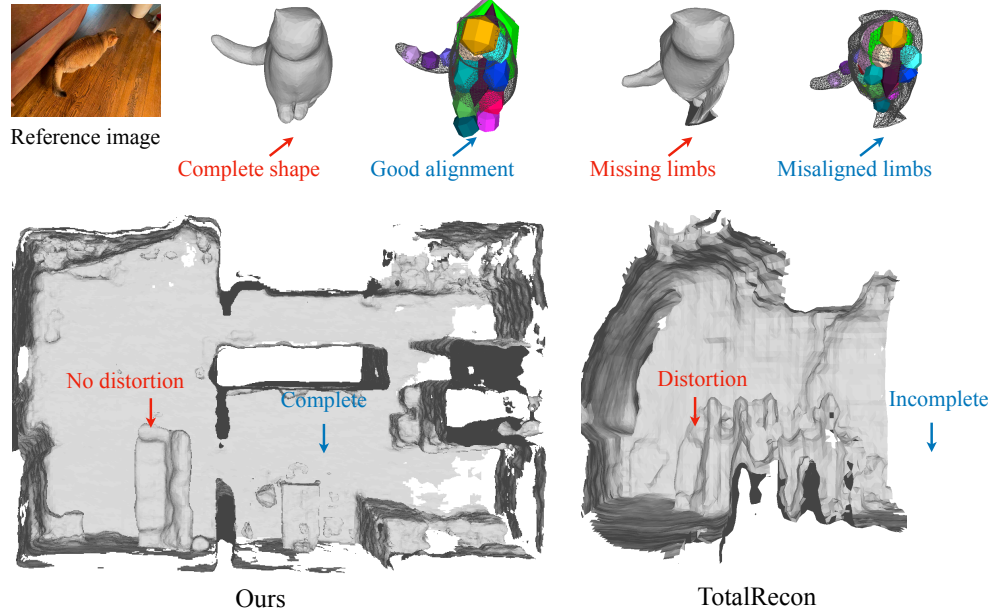 Reference image
Complete shape
Good alignment
Missing limbs
Misaligned limbs
No distortion
Complete
Distortion
Incomplete
Ours
TotalRecon